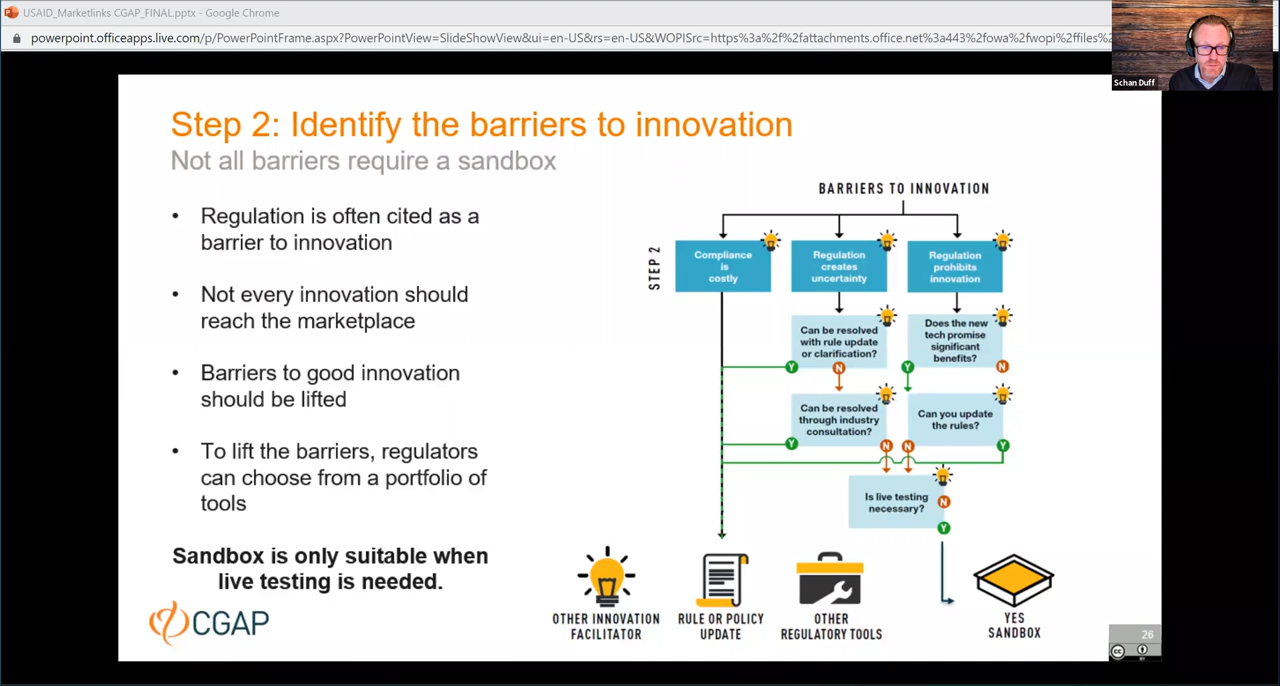 USAID_Marketlinks CGAP_FINAL.pptx - Google Chrome
powerpoint.officeapps.live.com/p/PowerPointFrame.aspx?PowerPointView=SlideShowView&ui=en-US&rs=en-US&WOPISrc=https%3a%2f%2fattachments.office.net%3a443%2fowa%2fwopi%2ffiles%2
Schan Duff
Step 2: Identify the barriers to innovation
Not all barriers require a sandbox
• Regulation is often cited as a
barrier to innovation
• Not every innovation should
reach the marketplace
• Barriers to good innovation
should be lifted
• To lift the barriers, regulators
can choose from a portfolio of
tools
Sandbox is only suitable when
live testing is needed.
CGAP
BARRIERS TO INNOVATION
STEP 2
Compliance
is
costly
Regulation
creates
uncertainty
Regulation
prohibits
innovation
Can be resolved
with rule update
or clarification?
Y
N
Does the new
tech promise
significant
benefits?
Y
N
Can be resolved
through industry
consultation?
Y
N
Can you update
the rules?
N
Y
Is live testing
necessary?
N
Y
OTHER INNOVATION
FACILITATOR
RULE OR POLICY
UPDATE
OTHER
REGULATORY TOOLS
YES
SANDBOX
26
cc
BY